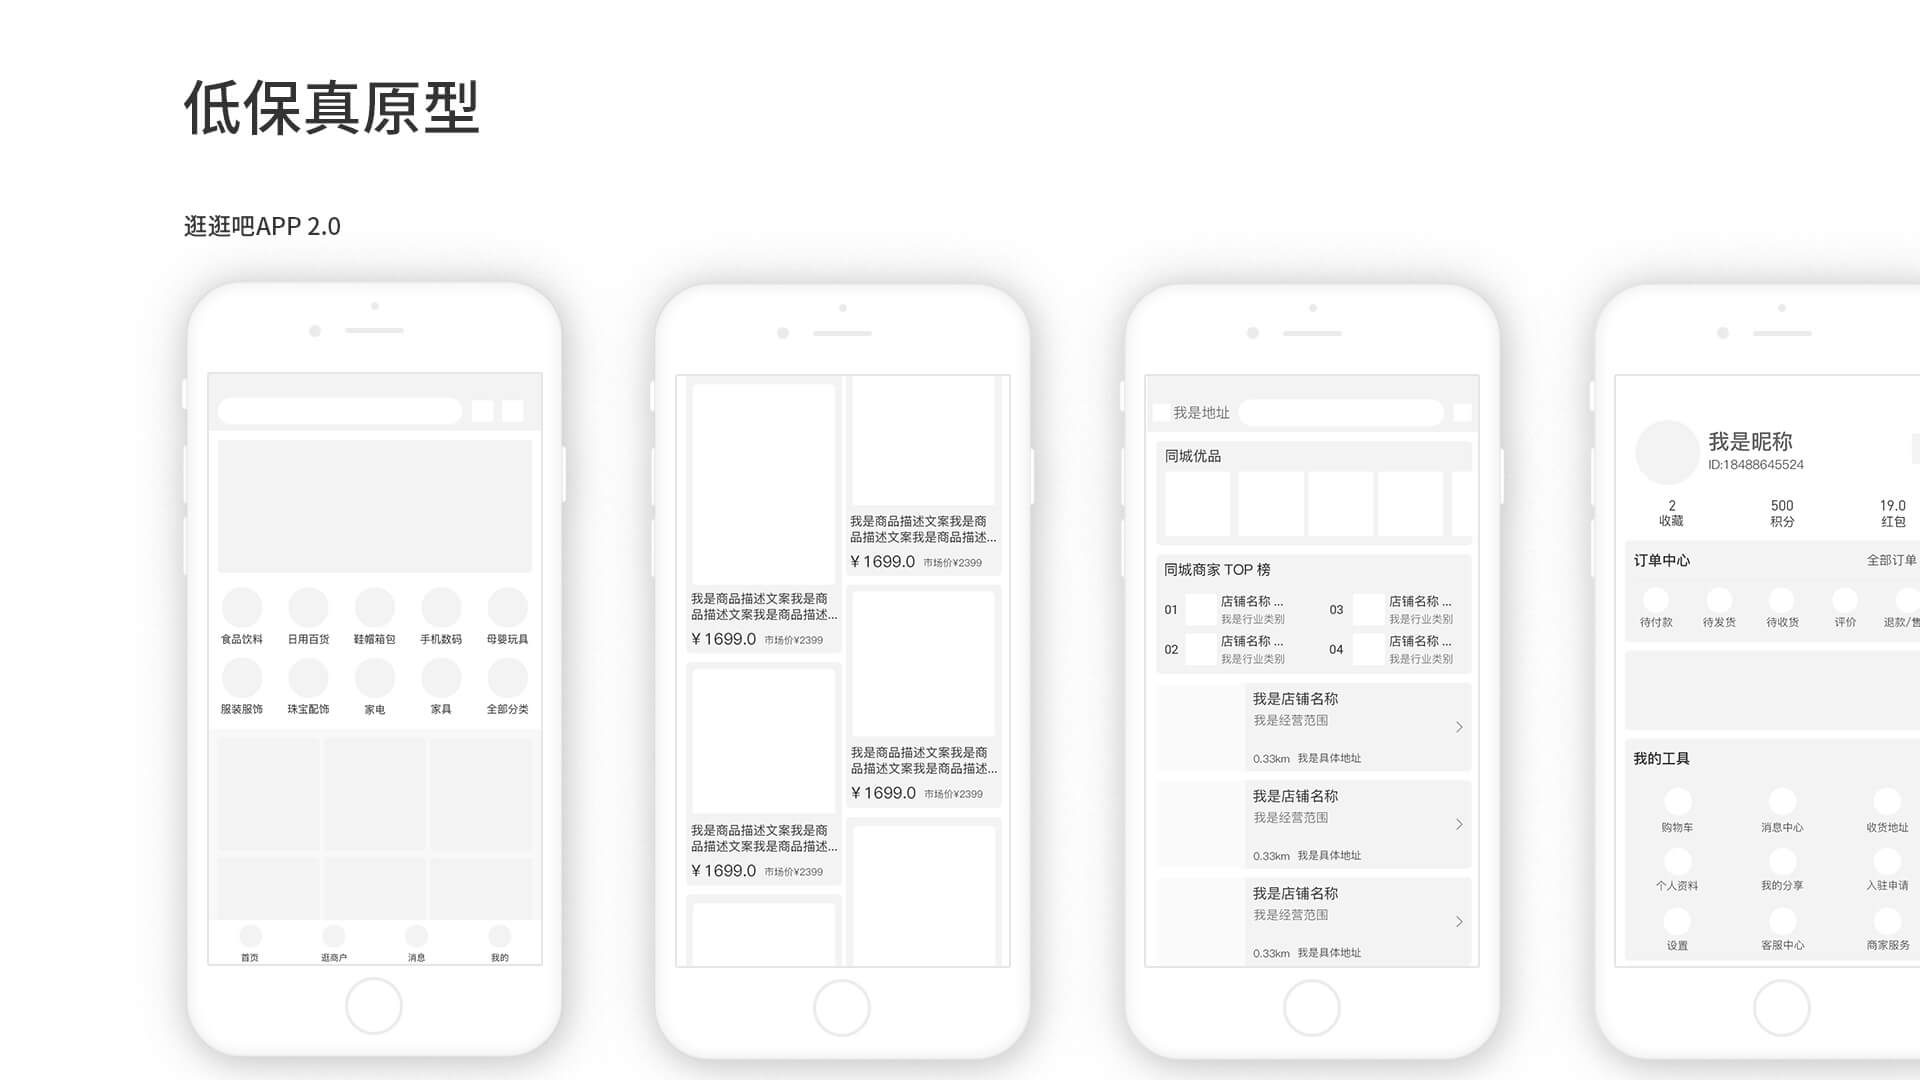 低保真原型
逛逛吧APP 2.0
食品饮料 日用百货 鞋帽箱包 手机数码 母婴玩具
服装服饰 珠宝配饰 家电 家具 全部分类
首页 逛商户 消息 我的
我是商品描述文案我是商
品描述文案我是商品描述...
¥1699.0 市场价¥2399
我是商品描述文案我是商
品描述文案我是商品描述...
¥1699.0 市场价¥2399
我是商品描述文案我是商
品描述文案我是商品描述...
¥1699.0 市场价¥2399
我是商品描述文案我是商
品描述文案我是商品描述...
¥1699.0 市场价¥2399
我是地址
同城优品
同城商家 TOP 榜
01 店铺名称 ... 03 店铺名称 ...
我是行业类别 我是行业类别
02 店铺名称 ... 04 店铺名称 ...
我是行业类别 我是行业类别
我是店铺名称
我是经营范围
0.33km 我是具体地址
我是店铺名称
我是经营范围
0.33km 我是具体地址
我是店铺名称
我是经营范围
0.33km 我是具体地址
我是昵称
ID:18488645524
2 500 19.0
收藏 积分 红包
订单中心 全部订单
待付款 待发货 待收货 评价 退款/售
我的工具
购物车 消息中心 收货地址
个人资料 我的分享 入驻申请
设置 客服中心 商家服务